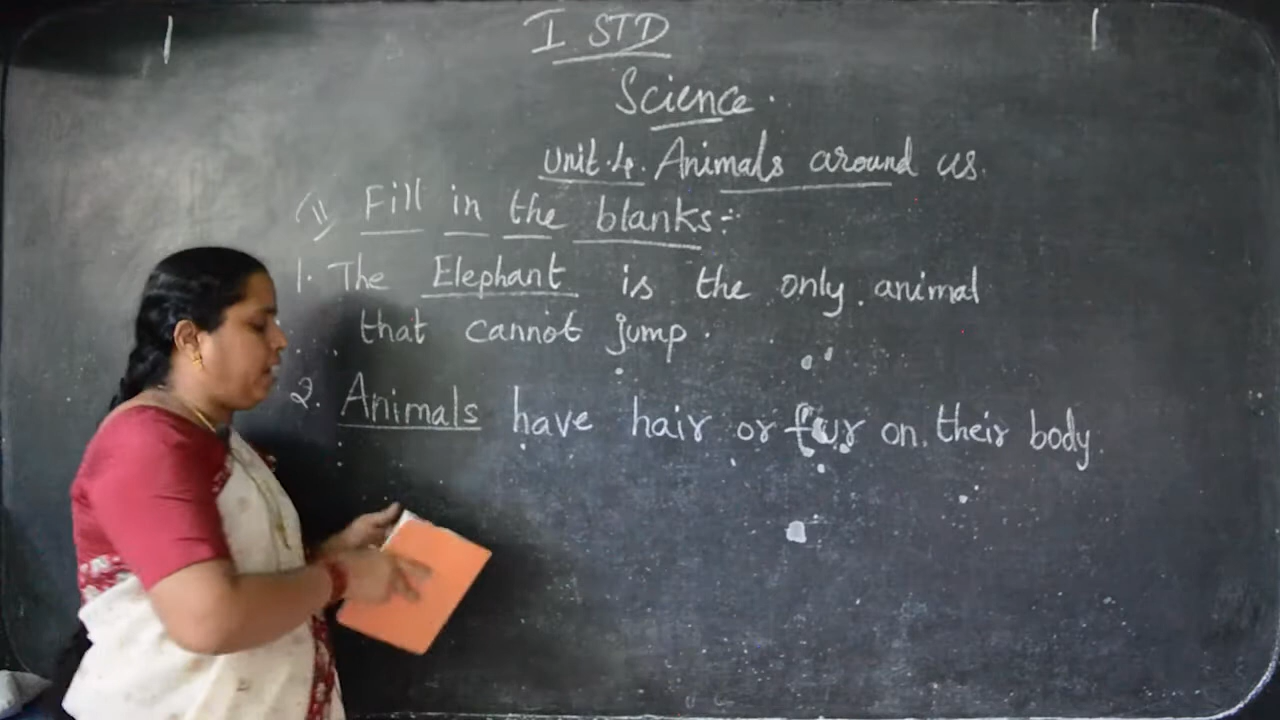 I STD
Science.
Unit.4. Animals around us.
(I) Fill in the blanks:-
1. The Elephant is the only animal
that cannot jump.
2. Animals have hair or fur on their body.